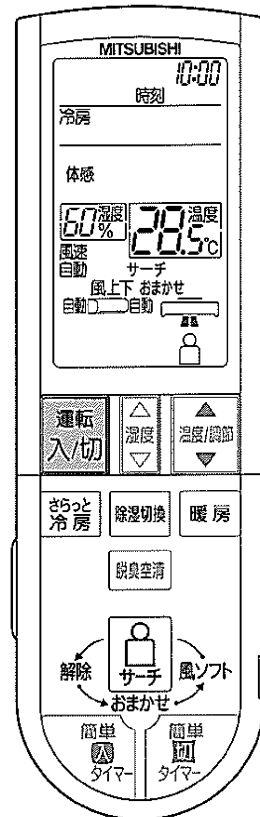 MITSUBISHI
10:00
時刻
冷房
体感
60% 湿度
28.5℃ 温度
風速
自動
サーチ
風上下 おまかせ
自動 自動
運転
入/切
△
湿度
▽
▲
温度/調節
▼
さらっと
冷房
除湿切換
暖房
脱臭空清
解除
サーチ
風ソフト
おまかせ
簡単
入
タイマー
簡単
切
タイマー